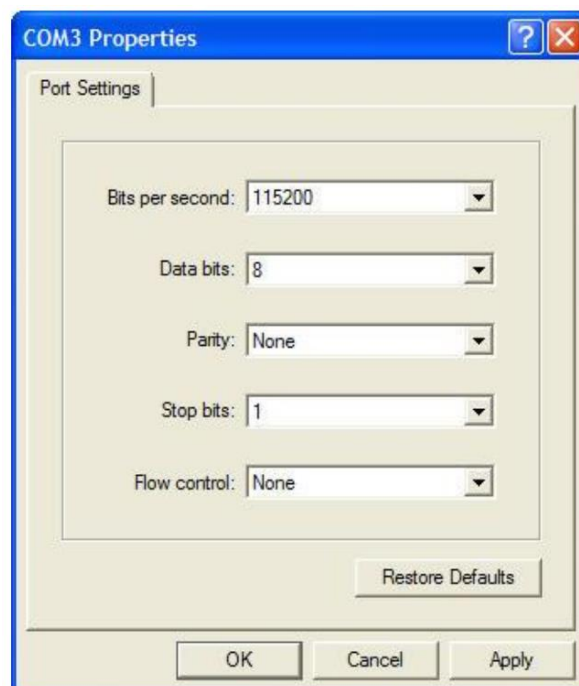 COM3 Properties
Port Settings
Bits per second: 115200
Data bits: 8
Parity: None
Stop bits: 1
Flow control: None
Restore Defaults
OK Cancel Apply